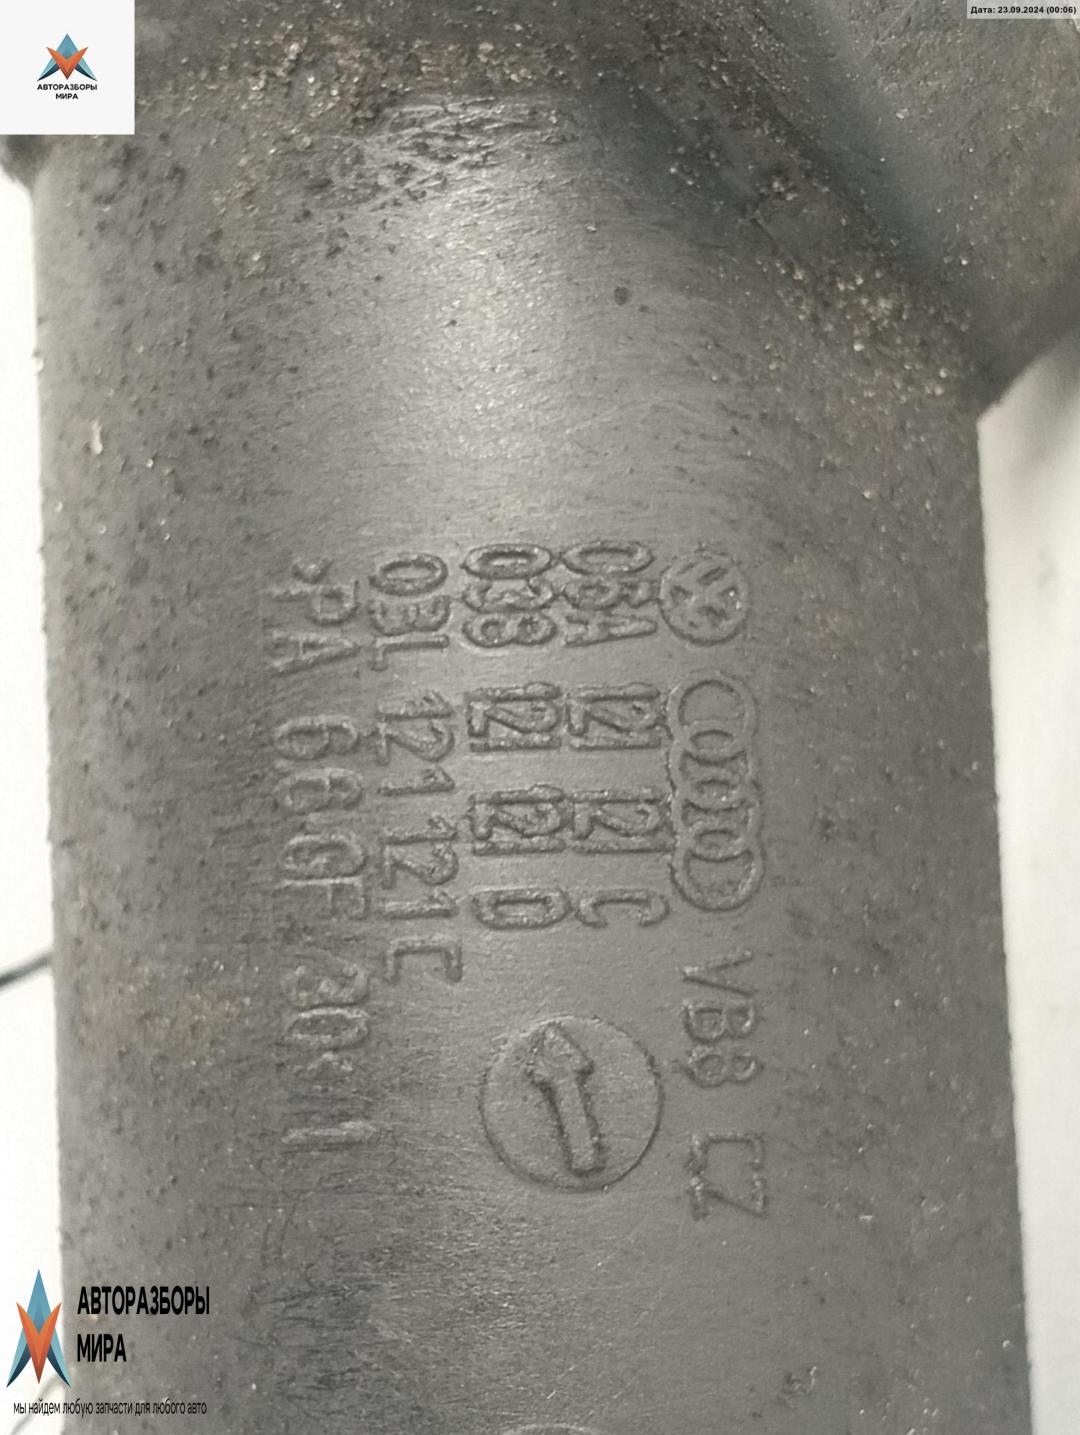 Дата: 23.09.2024 (00:06)
АВТОРАЗБОРЫ
МИРА
VB8 CZ
06A 121 121 C
038 121 121 D
03L 121 121 C
>PA 66-GF 30-M
АВТОРАЗБОРЫ
МИРА
мы найдем любую запчасти для любого авто